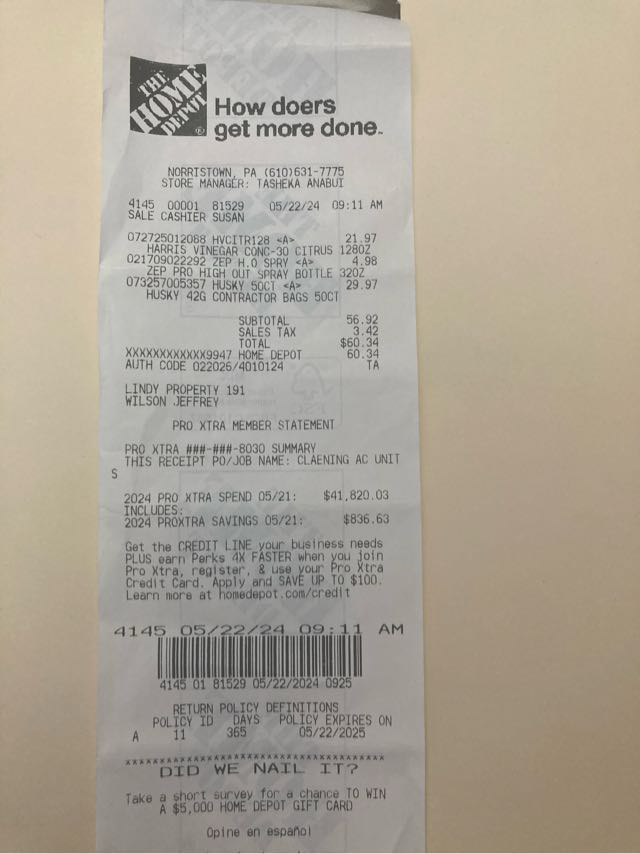 THE
HOME
DEPOT
How doers
get more done.
NORRISTOWN, PA (610)631-7775
STORE MANAGER: TASHEKA ANABUI
4145 00001 81529 05/22/24 09:11 AM
SALE CASHIER SUSAN
072725012088 HVCITR128 <A> 21.97
HARRIS VINEGAR CONC-30 CITRUS 128OZ
021709022292 ZEP H.O SPRY <A> 4.98
ZEP PRO HIGH OUT SPRAY BOTTLE 32OZ
073257005357 HUSKY 50CT <A> 29.97
HUSKY 42G CONTRACTOR BAGS 50CT
SUBTOTAL 56.92
SALES TAX 3.42
TOTAL $60.34
XXXXXXXXXXXX9947 HOME DEPOT 60.34
AUTH CODE 022026/4010124 TA
LINDY PROPERTY 191
WILSON JEFFREY
PRO XTRA MEMBER STATEMENT
PRO XTRA ###-###-8030 SUMMARY
THIS RECEIPT PO/JOB NAME: CLAENING AC UNIT
S
2024 PRO XTRA SPEND 05/21: $41,820.03
INCLUDES:
2024 PROXTRA SAVINGS 05/21: $836.63
Get the CREDIT LINE your business needs
PLUS earn Perks 4X FASTER when you join
Pro Xtra, register, & use your Pro Xtra
Credit Card. Apply and SAVE UP TO $100.
Learn more at homedepot.com/credit
4145 05/22/24 09:11 AM
4145 01 81529 05/22/2024 0925
RETURN POLICY DEFINITIONS
POLICY ID DAYS POLICY EXPIRES ON
A 11 365 05/22/2025
DID WE NAIL IT?
Take a short survey for a chance TO WIN
A $5,000 HOME DEPOT GIFT CARD
Opine en español